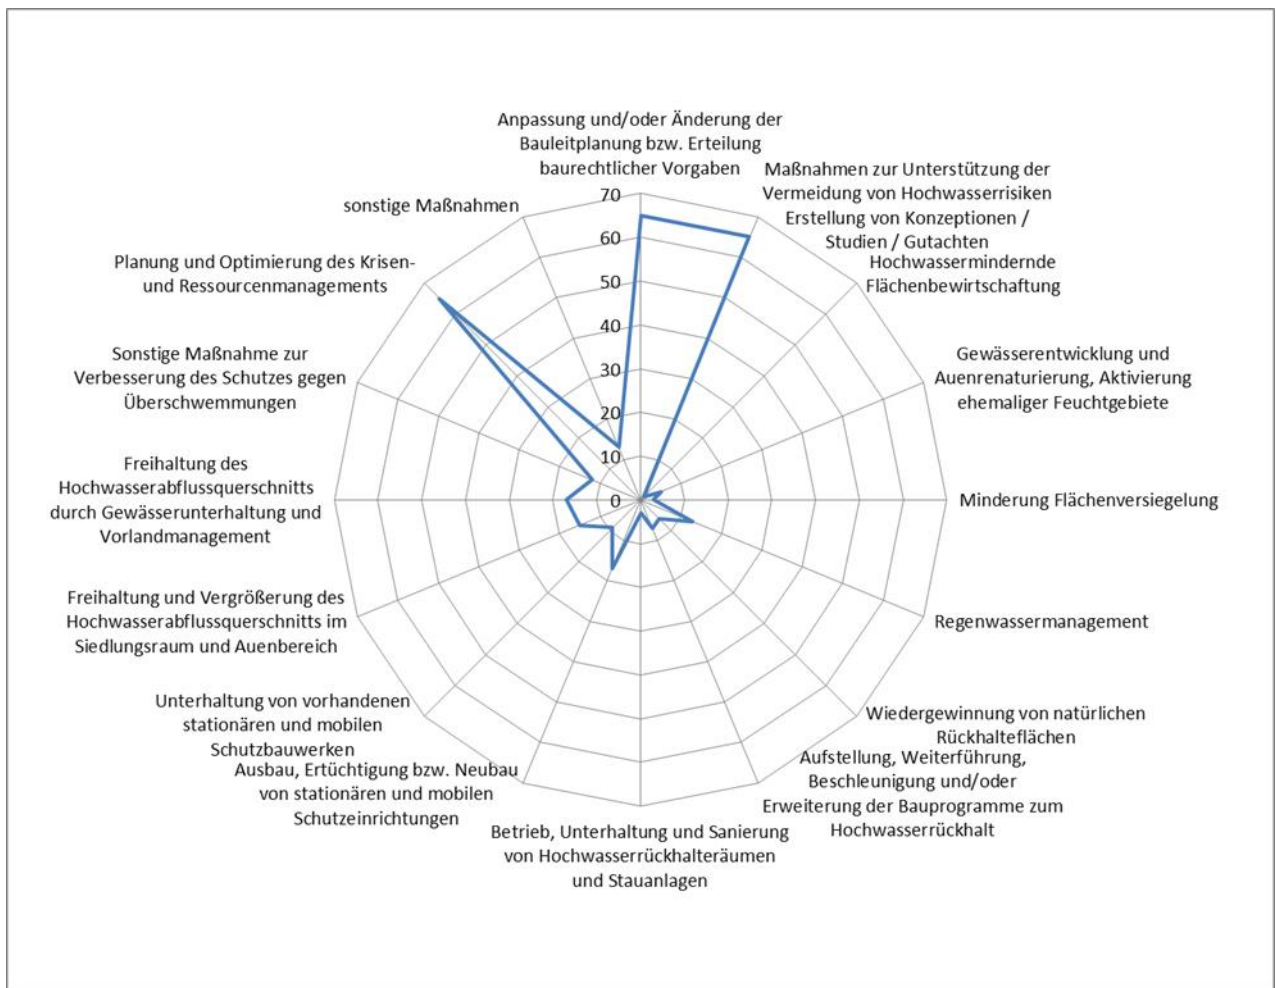 Anpassung und/oder Änderung der
Bauleitplanung bzw. Erteilung
baurechtlicher Vorgaben
Maßnahmen zur Unterstützung der
Vermeidung von Hochwasserrisiken
Erstellung von Konzeptionen /
Studien / Gutachten
Hochwassermindernde
Flächenbewirtschaftung
Gewässerentwicklung und
Auenrenaturierung, Aktivierung
ehemaliger Feuchtgebiete
Minderung Flächenversiegelung
Regenwassermanagement
Wiedergewinnung von natürlichen
Rückhalteflächen
Aufstellung, Weiterführung,
Beschleunigung und/oder
Erweiterung der Bauprogramme zum
Hochwasserrückhalt
Betrieb, Unterhaltung und Sanierung
von Hochwasserrückhalteräumen
und Stauanlagen
Ausbau, Ertüchtigung bzw. Neubau
von stationären und mobilen
Schutzeinrichtungen
Unterhaltung von vorhandenen
stationären und mobilen
Schutzbauwerken
Freihaltung und Vergrößerung des
Hochwasserabflussquerschnitts im
Siedlungsraum und Auenbereich
Freihaltung des
Hochwasserabflussquerschnitts
durch Gewässerunterhaltung und
Vorlandmanagement
Sonstige Maßnahme zur
Verbesserung des Schutzes gegen
Überschwemmungen
Planung und Optimierung des Krisen-
und Ressourcenmanagements
sonstige Maßnahmen
70
60
50
40
30
20
10
0